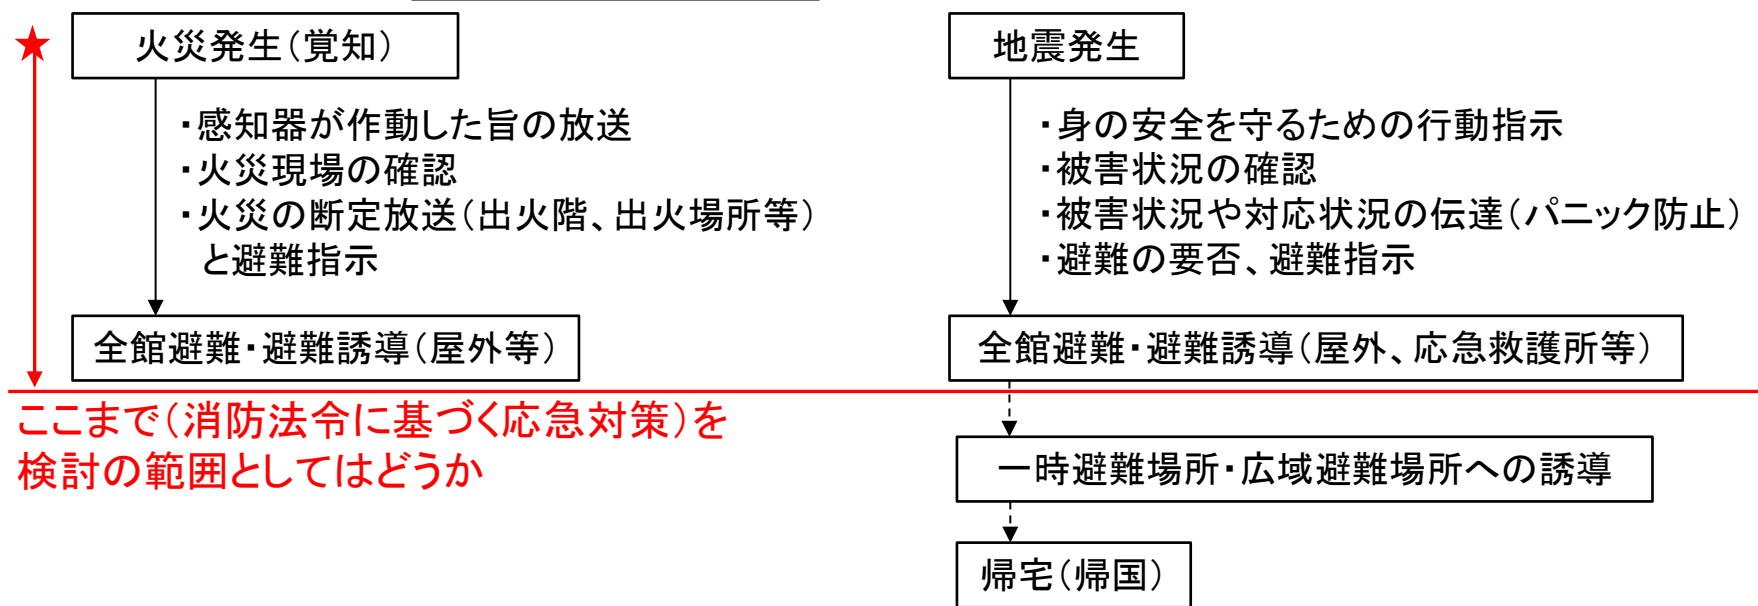 火災発生(覚知)
・感知器が作動した旨の放送
・火災現場の確認
・火災の断定放送(出火階、出火場所等)
と避難指示
全館避難・避難誘導(屋外等)
地震発生
・身の安全を守るための行動指示
・被害状況の確認
・被害状況や対応状況の伝達(パニック防止)
・避難の要否、避難指示
全館避難・避難誘導(屋外、応急救護所等)
ここまで(消防法令に基づく応急対策)を
検討の範囲としてはどうか
一時避難場所・広域避難場所への誘導
帰宅(帰国)